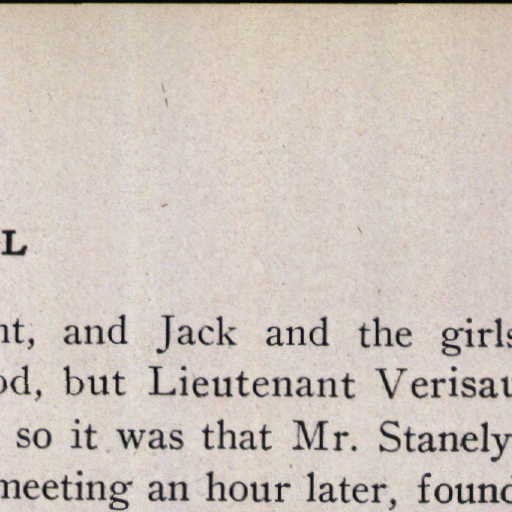 L
nt, and Jack and the girls
od, but Lieutenant Verisau
so it was that Mr. Stanely
meeting an hour later, found